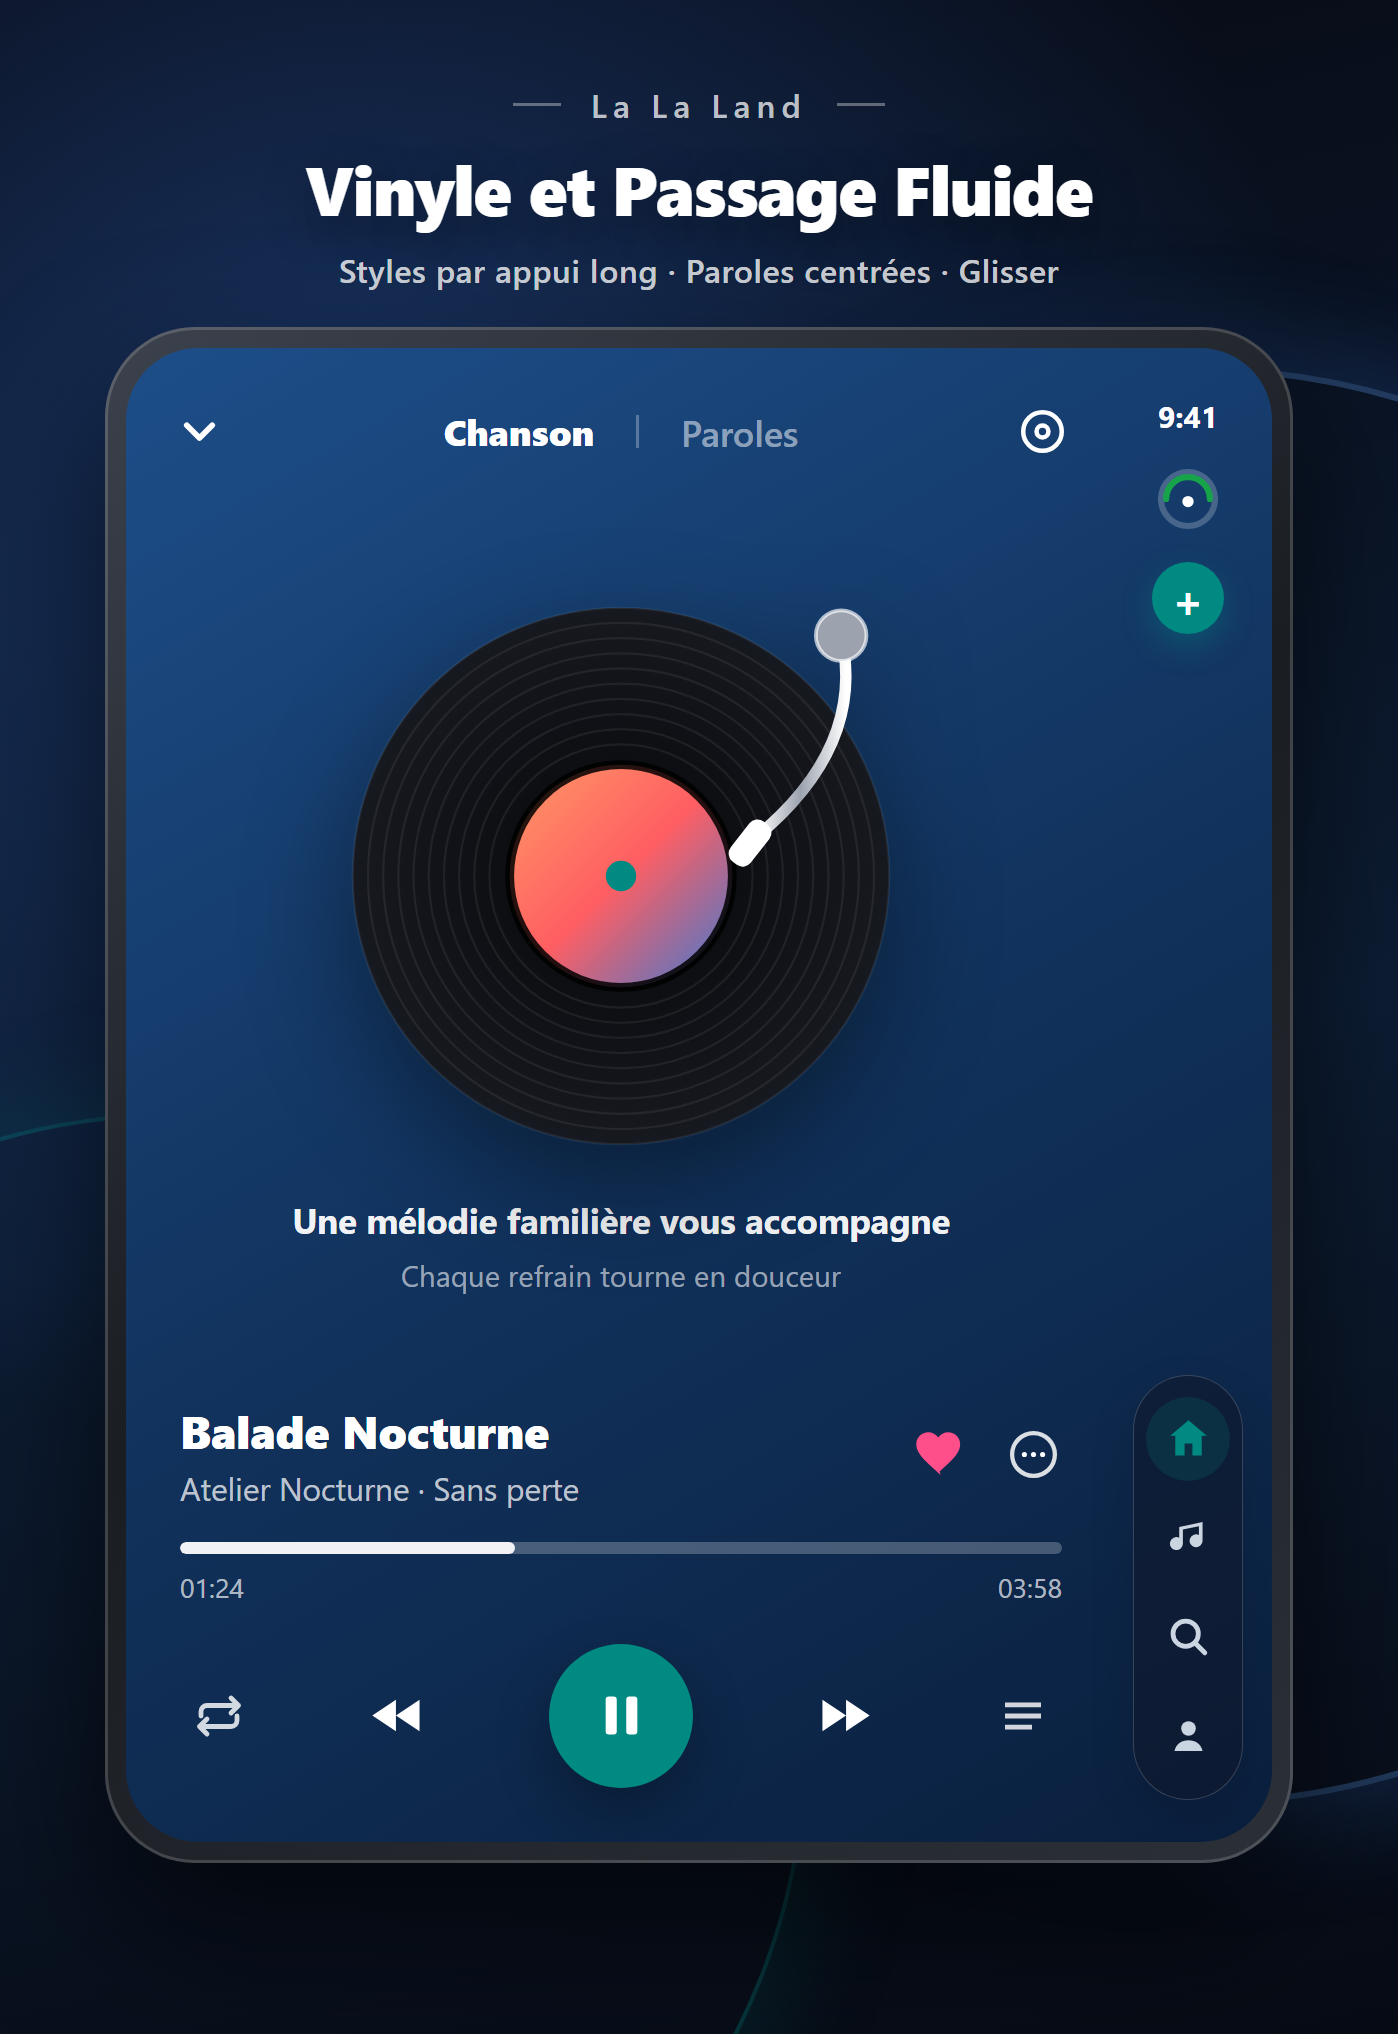 La La Land
Vinyle et Passage Fluide
Styles par appui long · Paroles centrées · Glisser
Chanson | Paroles
9:41
+
Une mélodie familière vous accompagne
Chaque refrain tourne en douceur
Balade Nocturne
Atelier Nocturne · Sans perte
01:24
03:58